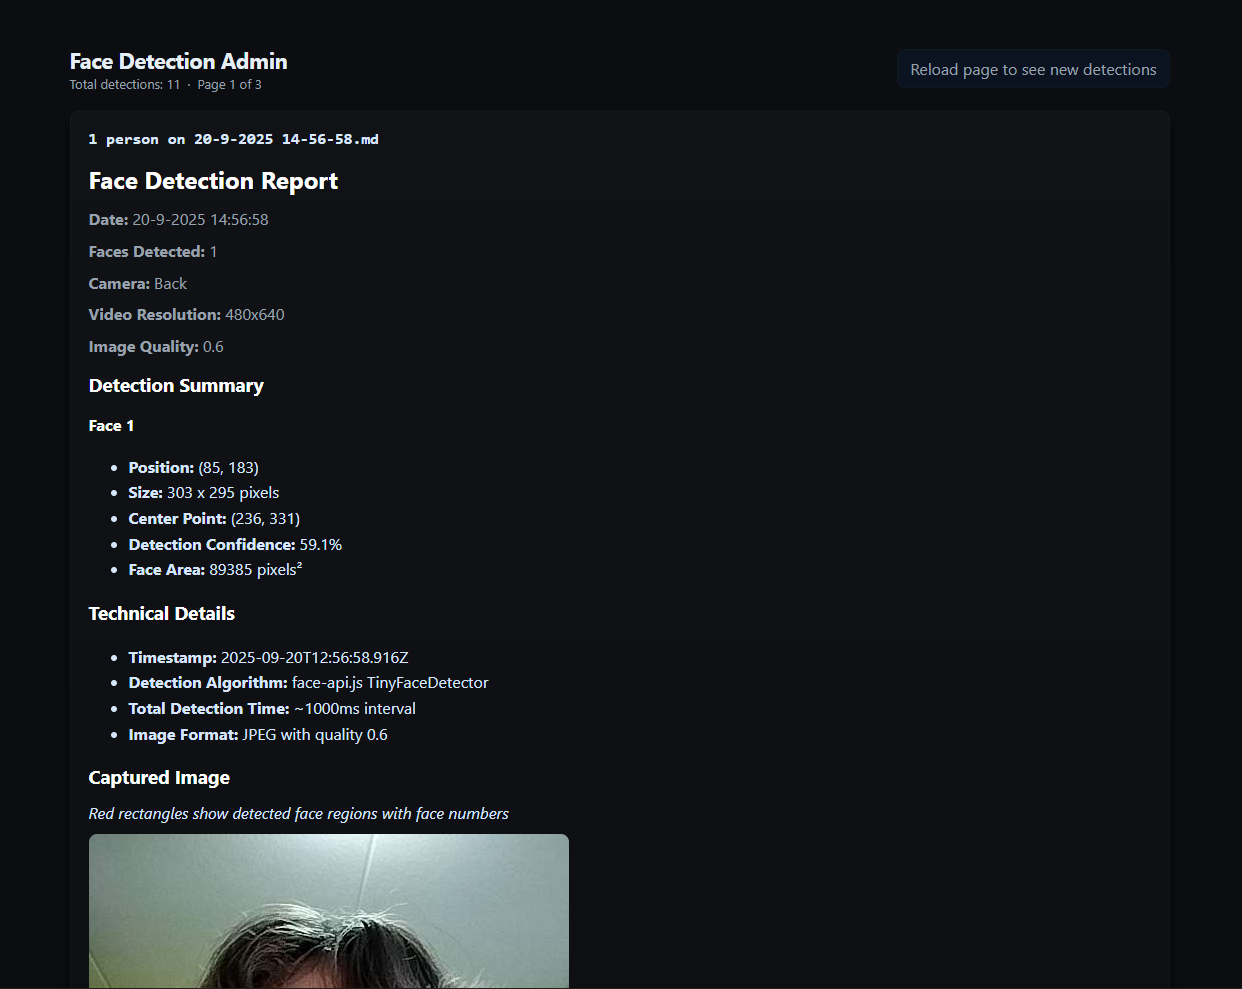 Face Detection Admin
Total detections: 11 · Page 1 of 3
Reload page to see new detections
1 person on 20-9-2025 14-56-58.md
Face Detection Report
Date: 20-9-2025 14:56:58
Faces Detected: 1
Camera: Back
Video Resolution: 480x640
Image Quality: 0.6
Detection Summary
Face 1
• Position: (85, 183)
• Size: 303 x 295 pixels
• Center Point: (236, 331)
• Detection Confidence: 59.1%
• Face Area: 89385 pixels²
Technical Details
• Timestamp: 2025-09-20T12:56:58.916Z
• Detection Algorithm: face-api.js TinyFaceDetector
• Total Detection Time: ~1000ms interval
• Image Format: JPEG with quality 0.6
Captured Image
Red rectangles show detected face regions with face numbers